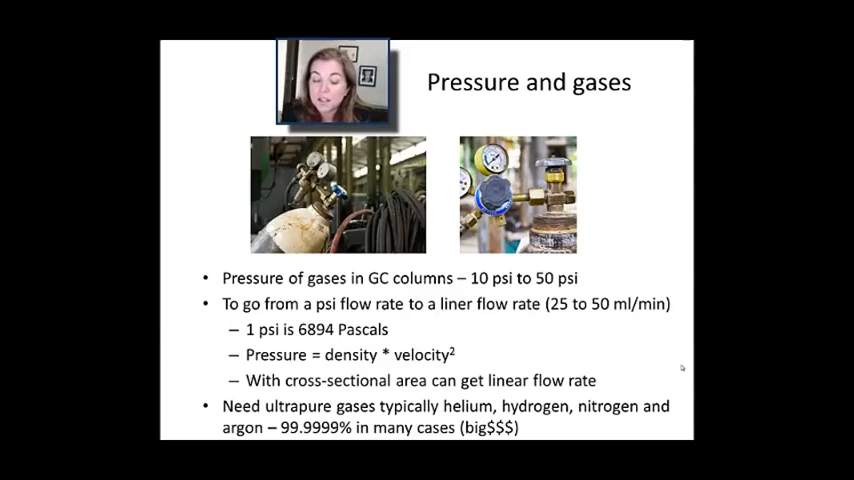 Pressure and gases
• Pressure of gases in GC columns – 10 psi to 50 psi
• To go from a psi flow rate to a liner flow rate (25 to 50 ml/min)
– 1 psi is 6894 Pascals
– Pressure = density * velocity²
– With cross-sectional area can get linear flow rate
• Need ultrapure gases typically helium, hydrogen, nitrogen and
argon – 99.9999% in many cases (big$$$)